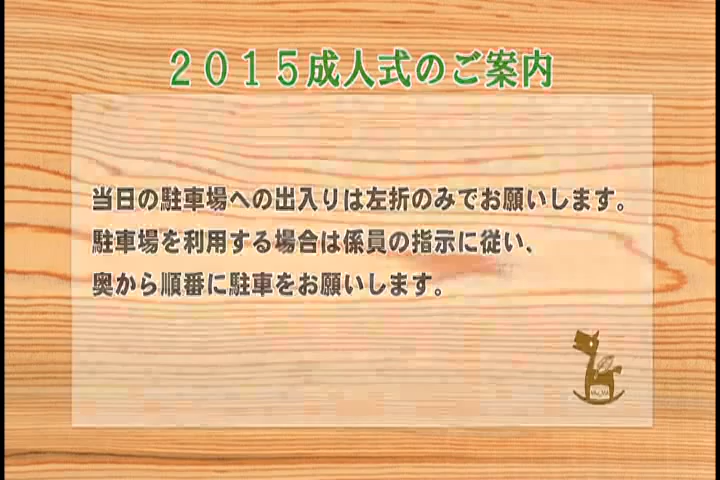 ２０１５成人式のご案内
当日の駐車場への出入りは左折のみでお願いします。
駐車場を利用する場合は係員の指示に従い、
奥から順番に駐車をお願いします。